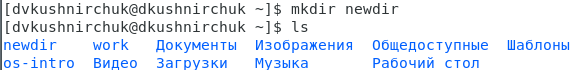 [dvkushnirchuk@dkushnirchuk ~]$ mkdir newdir
[dvkushnirchuk@dkushnirchuk ~]$ ls
newdir work Документы Изображения Общедоступные Шаблоны
os-intro Видео Загрузки Музыка Рабочий стол